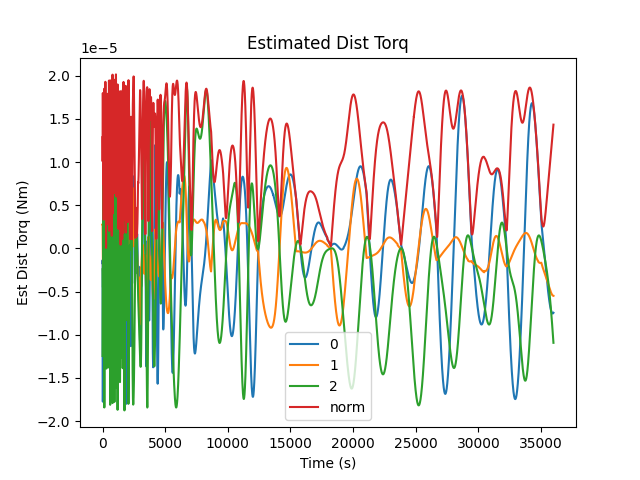 Estimated Dist Torq
1e−5
2.0
1.5
1.0
0.5
0.0
−0.5
−1.0
−1.5
−2.0
Est Dist Torq (Nm)
0
1
2
norm
0 5000 10000 15000 20000 25000 30000 35000
Time (s)